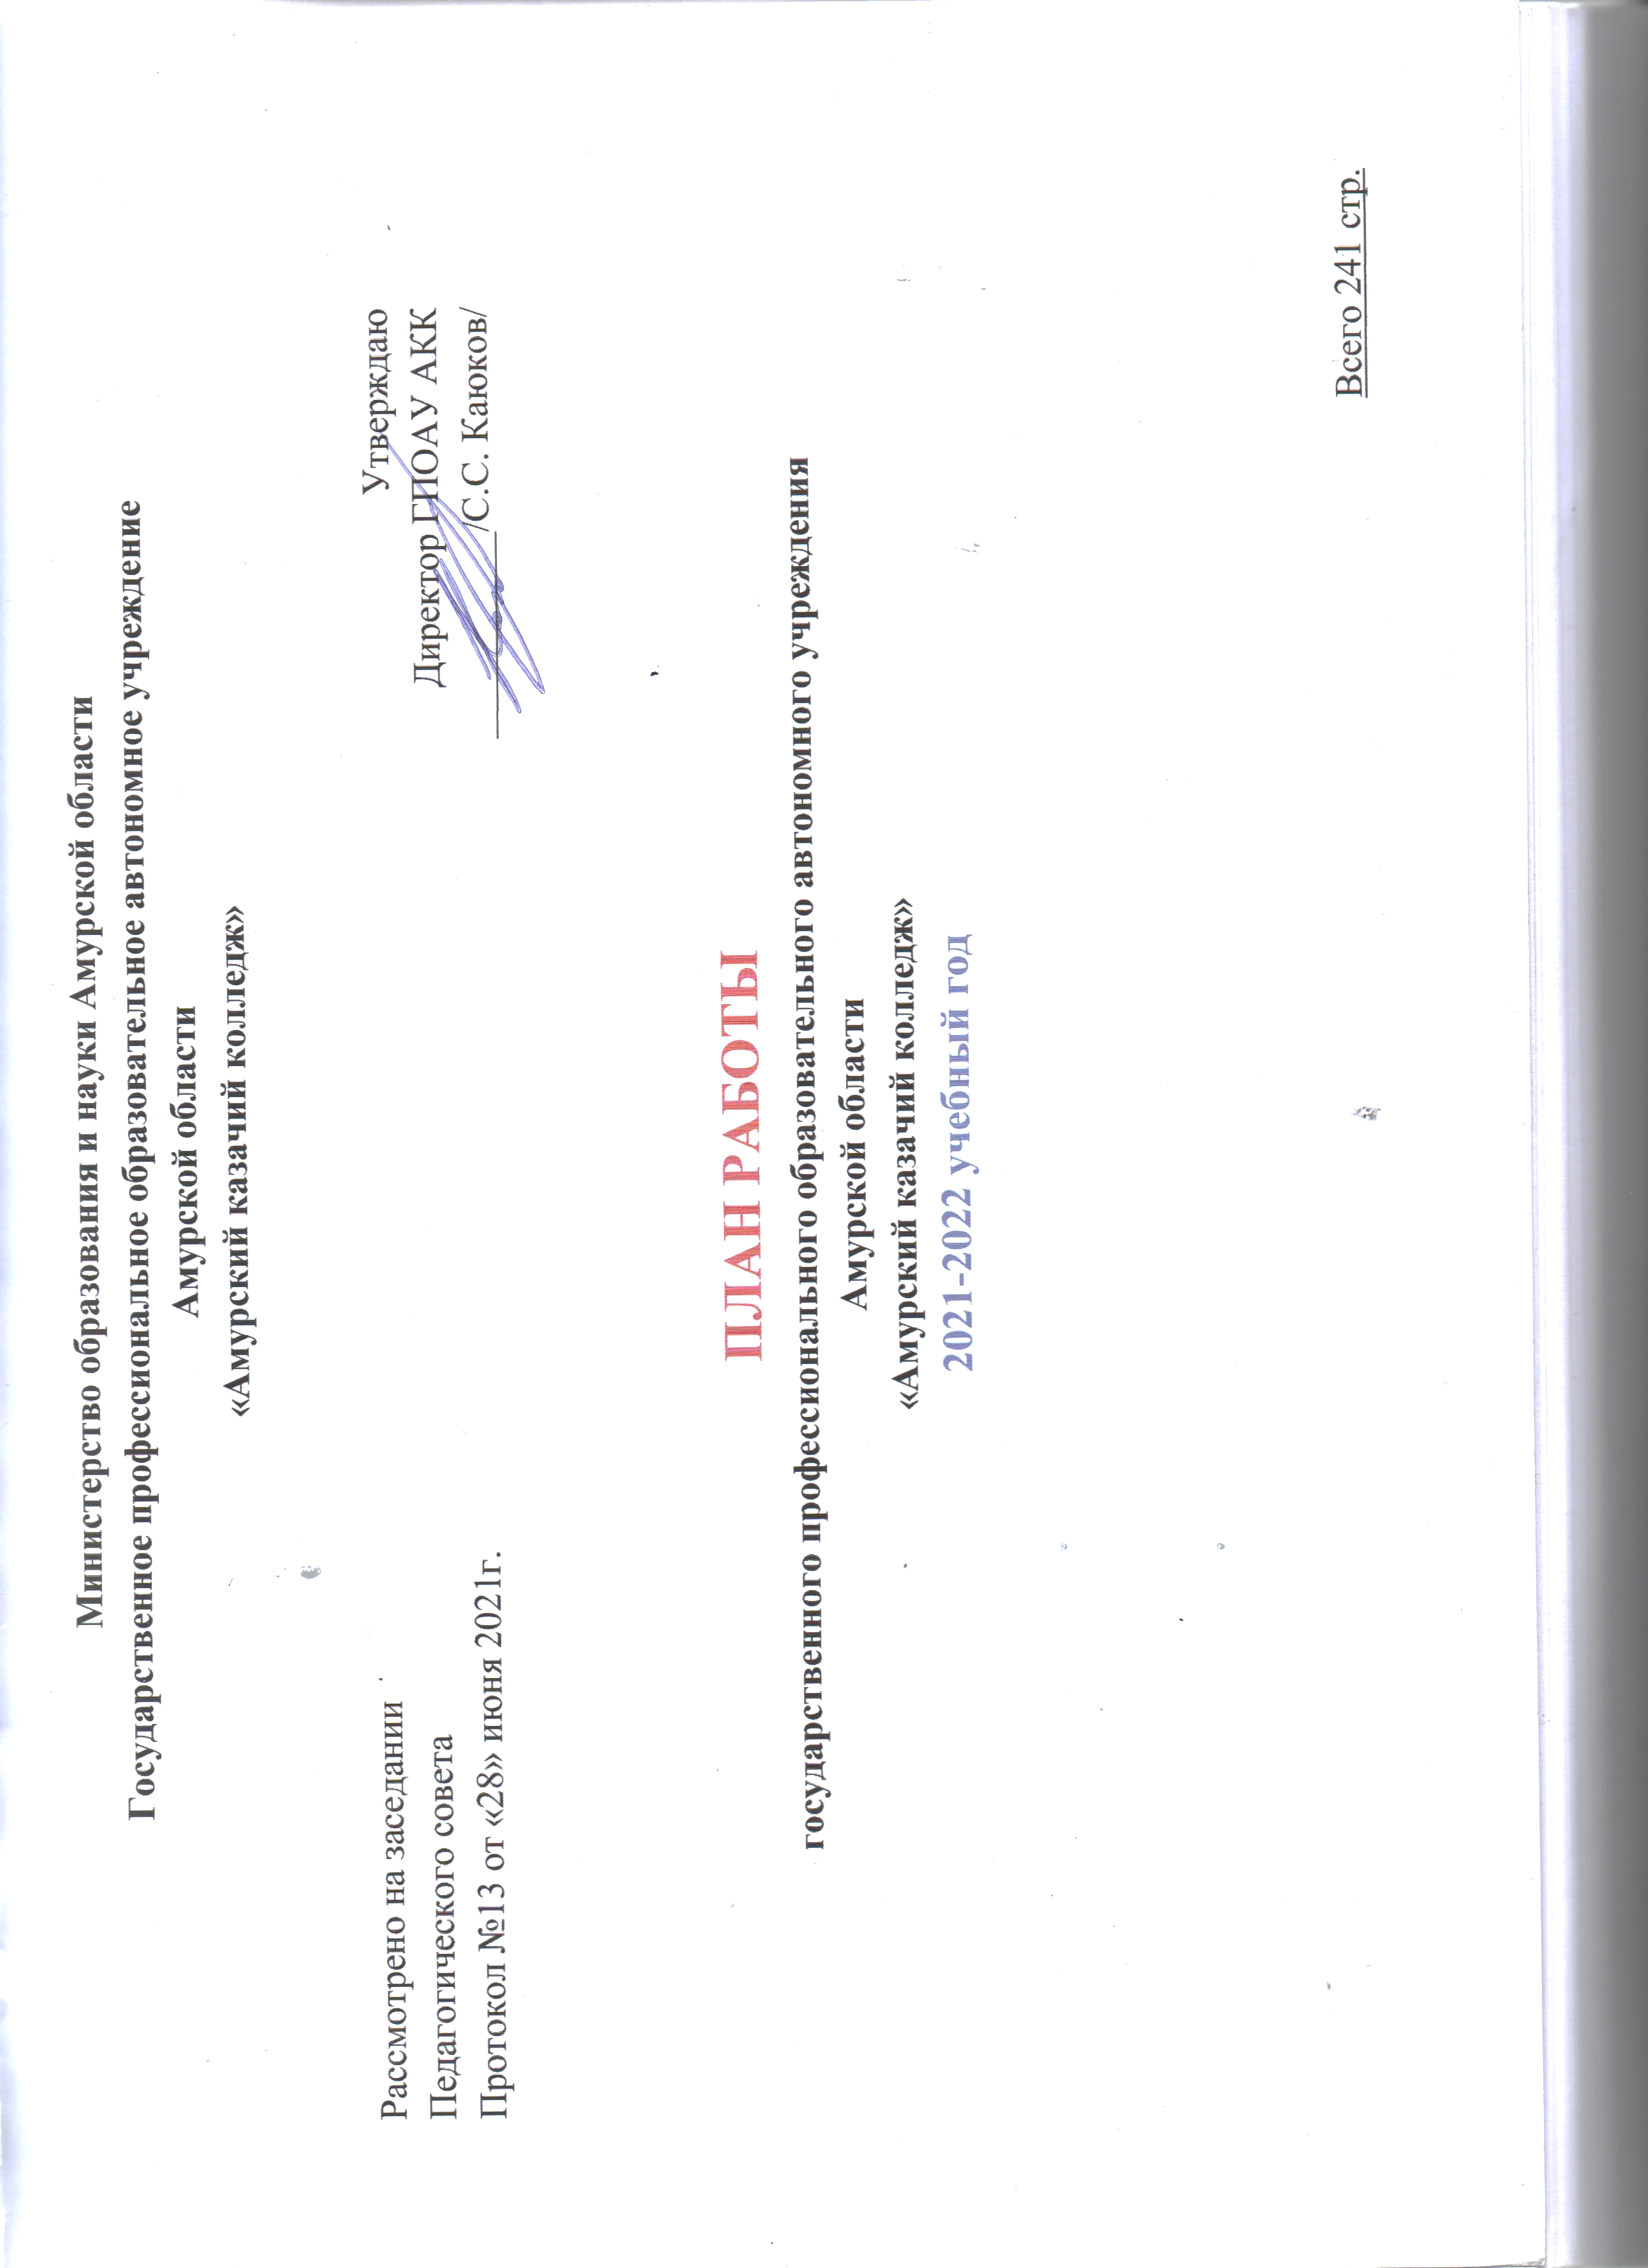 Министерство образования и науки Амурской области
Государственное профессиональное образовательное автономное учреждение
Амурской области
«Амурский казачий колледж»
Рассмотрено на заседании
Педагогического совета
Протокол №13 от «28» июня 2021г.
Утверждаю
Директор ГПОАУ АКК
/С.С. Каюков/
ПЛАН РАБОТЫ
государственного профессионального образовательного автономного учреждения
Амурской области
«Амурский казачий колледж»
2021-2022 учебный год
Всего 241 стр.